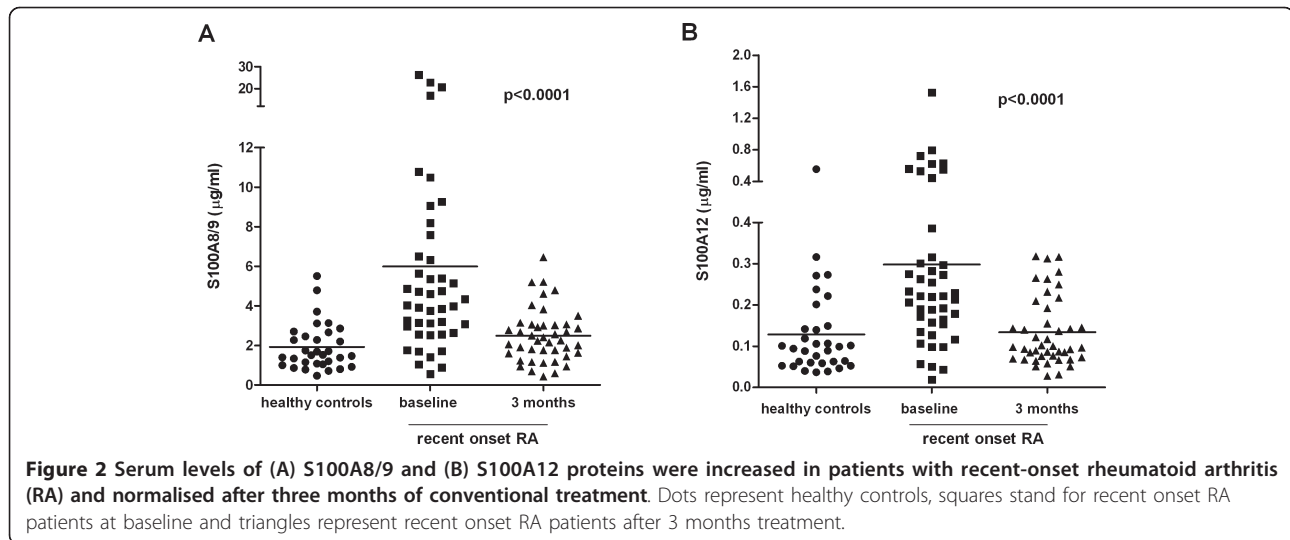 A
B
S100A8/9 (µg/ml)
30
20
12
10
8
6
4
2
0
p<0.0001
healthy controls
baseline
3 months
recent onset RA
S100A12 (µg/ml)
2.0
1.6
1.2
0.8
0.4
0.4
0.3
0.2
0.1
0.0
p<0.0001
healthy controls
baseline
3 months
recent onset RA
Figure 2 Serum levels of (A) S100A8/9 and (B) S100A12 proteins were increased in patients with recent-onset rheumatoid arthritis
(RA) and normalised after three months of conventional treatment. Dots represent healthy controls, squares stand for recent onset RA
patients at baseline and triangles represent recent onset RA patients after 3 months treatment.